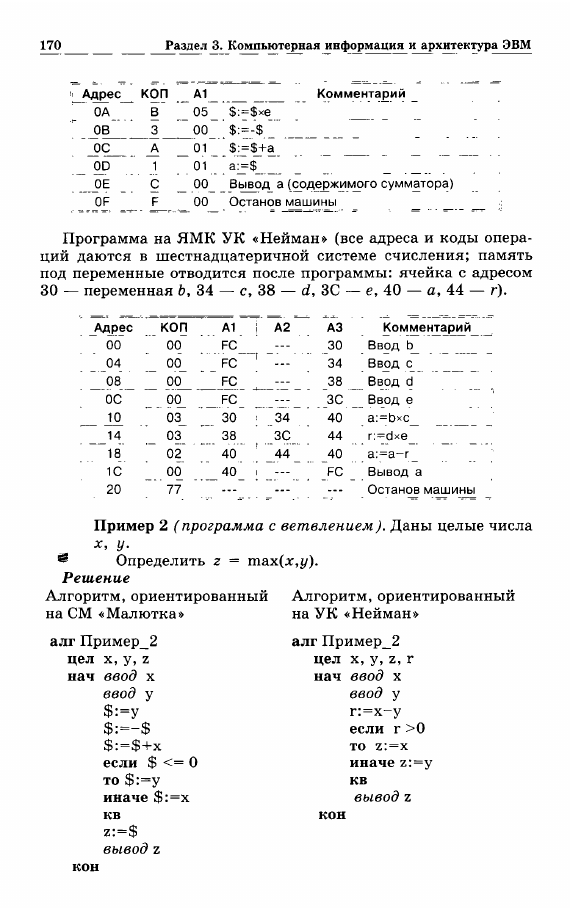 170 Раздел 3. Компьютерная информация и архитектура ЭВМ
Адрес КОП А1 Комментарий
0A B 05 $:=$×e
0B 3 00 $:=-$
0C A 01 $:=$+a
0D 1 01 a:=$
0E C 00 Вывод a (содержимого сумматора)
0F F 00 Останов машины
Программа на ЯМК УК «Нейман» (все адреса и коды опера-
ций даются в шестнадцатеричной системе счисления; память
под переменные отводится после программы: ячейка с адресом
30 — переменная b, 34 — c, 38 — d, 3C — e, 40 — a, 44 — r).
Адрес КОП А1 А2 А3 Комментарий
00 00 FC --- 30 Ввод b
04 00 FC --- 34 Ввод c
08 00 FC --- 38 Ввод d
0C 00 FC --- 3C Ввод e
10 03 30 34 40 a:=b×c
14 03 38 3C 44 r:=d×e
18 02 40 44 40 a:=a-r
1C 00 40 --- FC Вывод a
20 77 --- --- --- Останов машины
Пример 2 (программа с ветвлением). Даны целые числа
x, y.
Определить z = max(x,y).
Решение
Алгоритм, ориентированный
на СМ «Малютка»
алг Пример_2
цел x, y, z
нач ввод x
ввод y
$:=y
$:=-$
$:=$+x
если $ <= 0
то $:=y
иначе $:=x
кв
z:=$
вывод z
кон
Алгоритм, ориентированный
на УК «Нейман»
алг Пример_2
цел x, y, z, r
нач ввод x
ввод y
r:=x-y
если r >0
то z:=x
иначе z:=y
кв
вывод z
кон